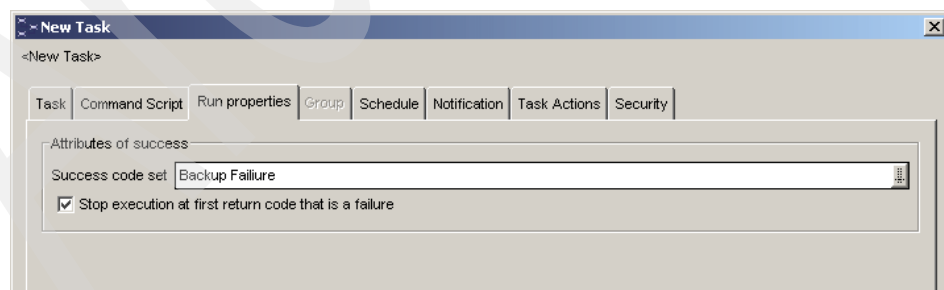 New Task
<New Task>
Task Command Script Run properties Group Schedule Notification Task Actions Security
Attributes of success
Success code set Backup Failiure
Stop execution at first return code that is a failure